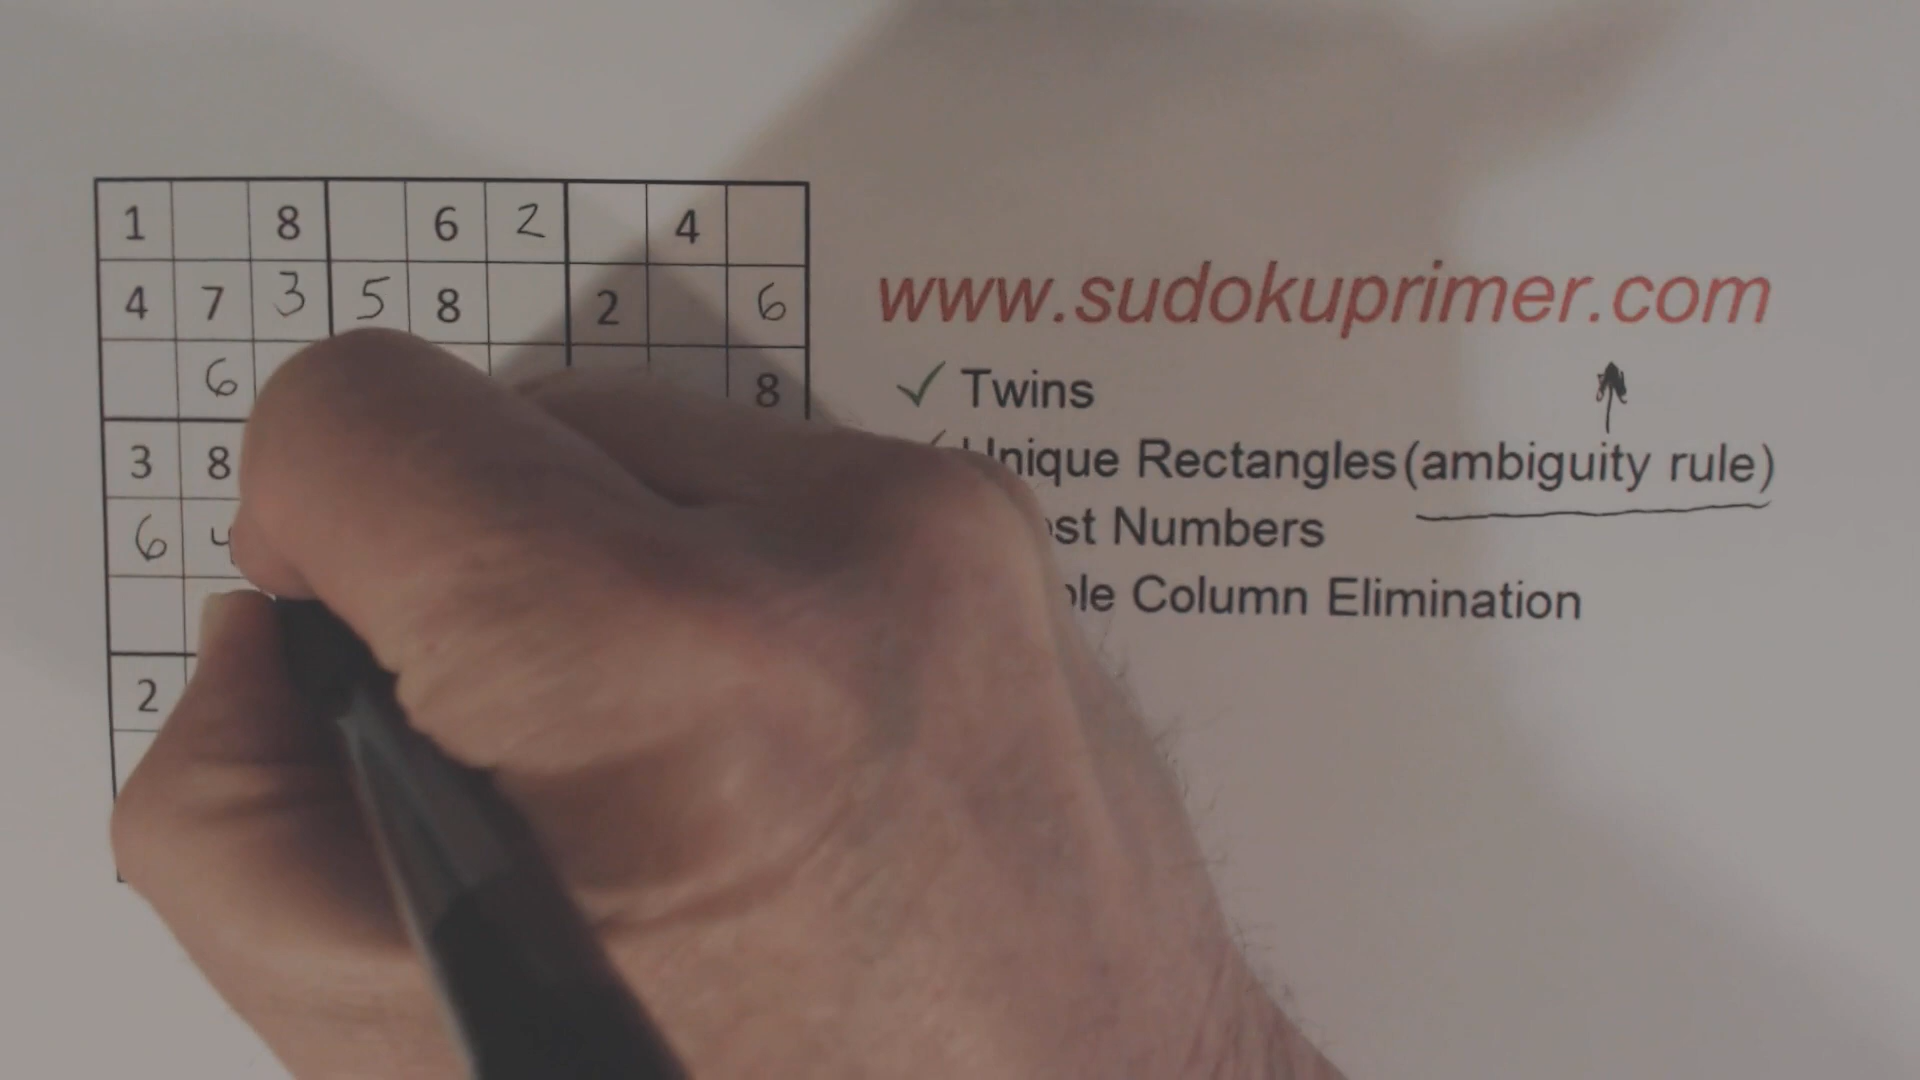 1 8 6 2 4
4 7 3 5 8 2 6
6 8
3 8
6 4
2
www.sudokuprimer.com
Twins
Unique Rectangles (ambiguity rule)
Numbers
Column Elimination